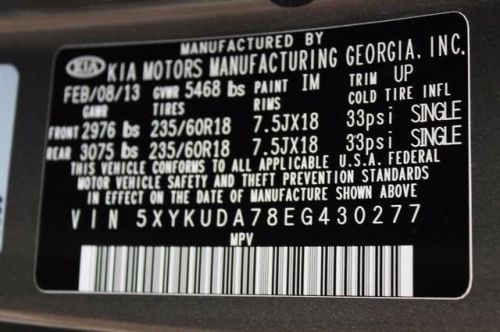 MANUFACTURED BY
KIA KIA MOTORS MANUFACTURING GEORGIA, INC.
FEB/08/13 GVWR 5468 lbs PAINT IM TRIM UP
GAWR TIRES RIMS COLD TIRE INFL
FRONT 2976 lbs 235/60R18 7.5JX18 33psi SINGLE
REAR 3075 lbs 235/60R18 7.5JX18 33psi SINGLE
THIS VEHICLE CONFORMS TO ALL APPLICABLE U.S.A. FEDERAL
MOTOR VEHICLE SAFETY AND THEFT PREVENTION STANDARDS
IN EFFECT ON THE DATE OF MANUFACTURE SHOWN ABOVE
VIN 5XYKUDA78EG430277
MPV